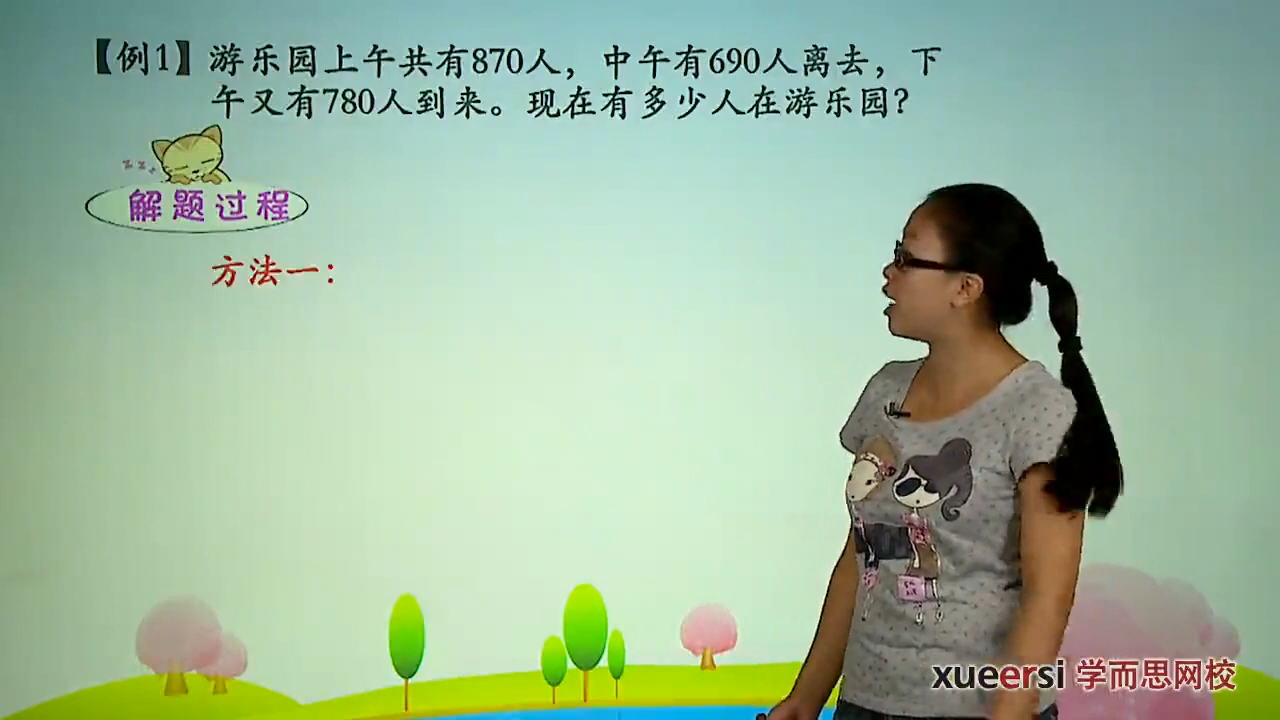 【例1】游乐园上午共有870人，中午有690人离去，下
午又有780人到来。现在有多少人在游乐园？
zzz
解题过程
方法一：
xueersi 学而思网校